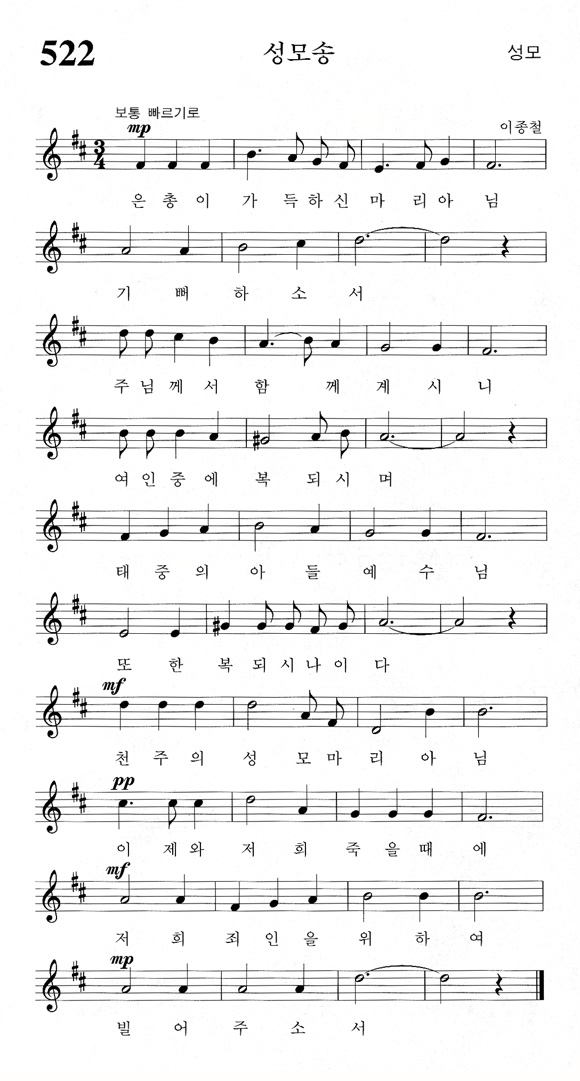 522 성모송 성모
보통 빠르기로
mp 이종철
은 총 이 가 득 하 신 마 리 아 님
기 뻐 하 소 서
주 님 께 서 함 께 계 시 니
여 인 중 에 복 되 시 며
태 중 의 아 들 예 수 님
또 한 복 되 시 나 이 다
mf
천 주 의 성 모 마 리 아 님
pp
이 제 와 저 희 죽 을 때 에
mf
저 희 죄 인 을 위 하 여
mp
빌 어 주 소 서